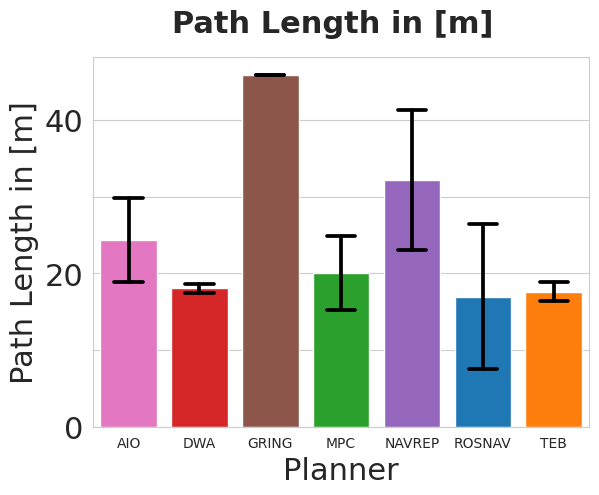 Path Length in [m]
Path Length in [m]
40
20
0
AIO DWA GRING MPC NAVREP ROSNAV TEB
Planner